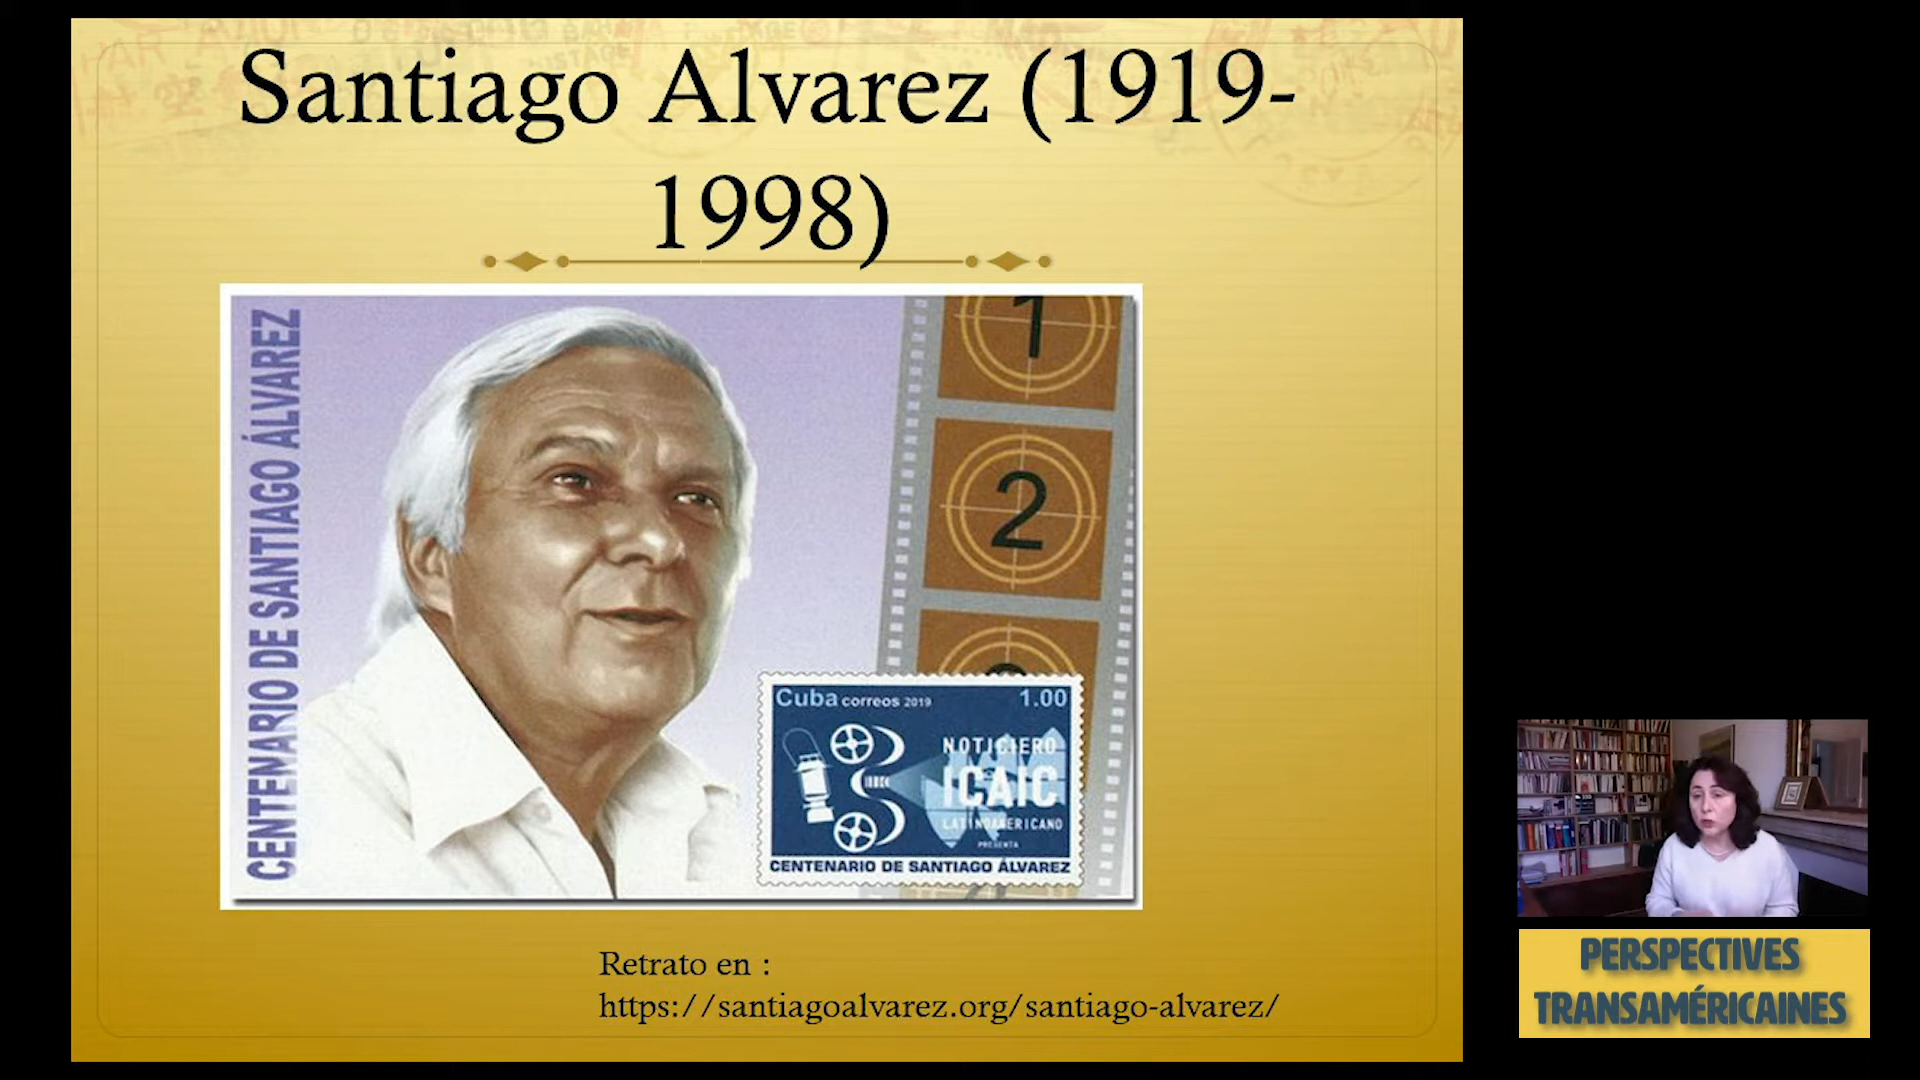 Santiago Alvarez (1919-
1998)
CENTENARIO DE SANTIAGO ÁLVAREZ
1
2
Cuba correos 2019 1.00
NOTICIERO
ICAIC
LATINOAMERICANO
PRESENTA
CENTENARIO DE SANTIAGO ÁLVAREZ
Retrato en :
https://santiagoalvarez.org/santiago-alvarez/
PERSPECTIVES
TRANSAMÉRICAINES